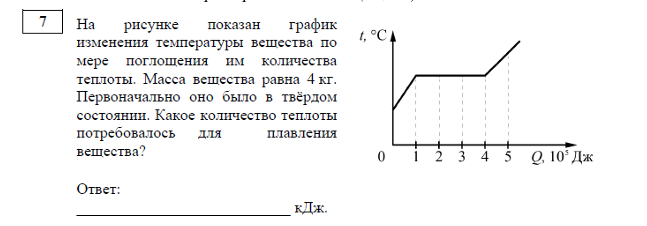 7
На рисунке показан график
изменения температуры вещества по
мере поглощения им количества
теплоты. Масса вещества равна 4 кг.
Первоначально оно было в твёрдом
состоянии. Какое количество теплоты
потребовалось для плавления
вещества?
Ответ:
кДж.
t, °C
0 1 2 3 4 5 Q, 10⁵ Дж